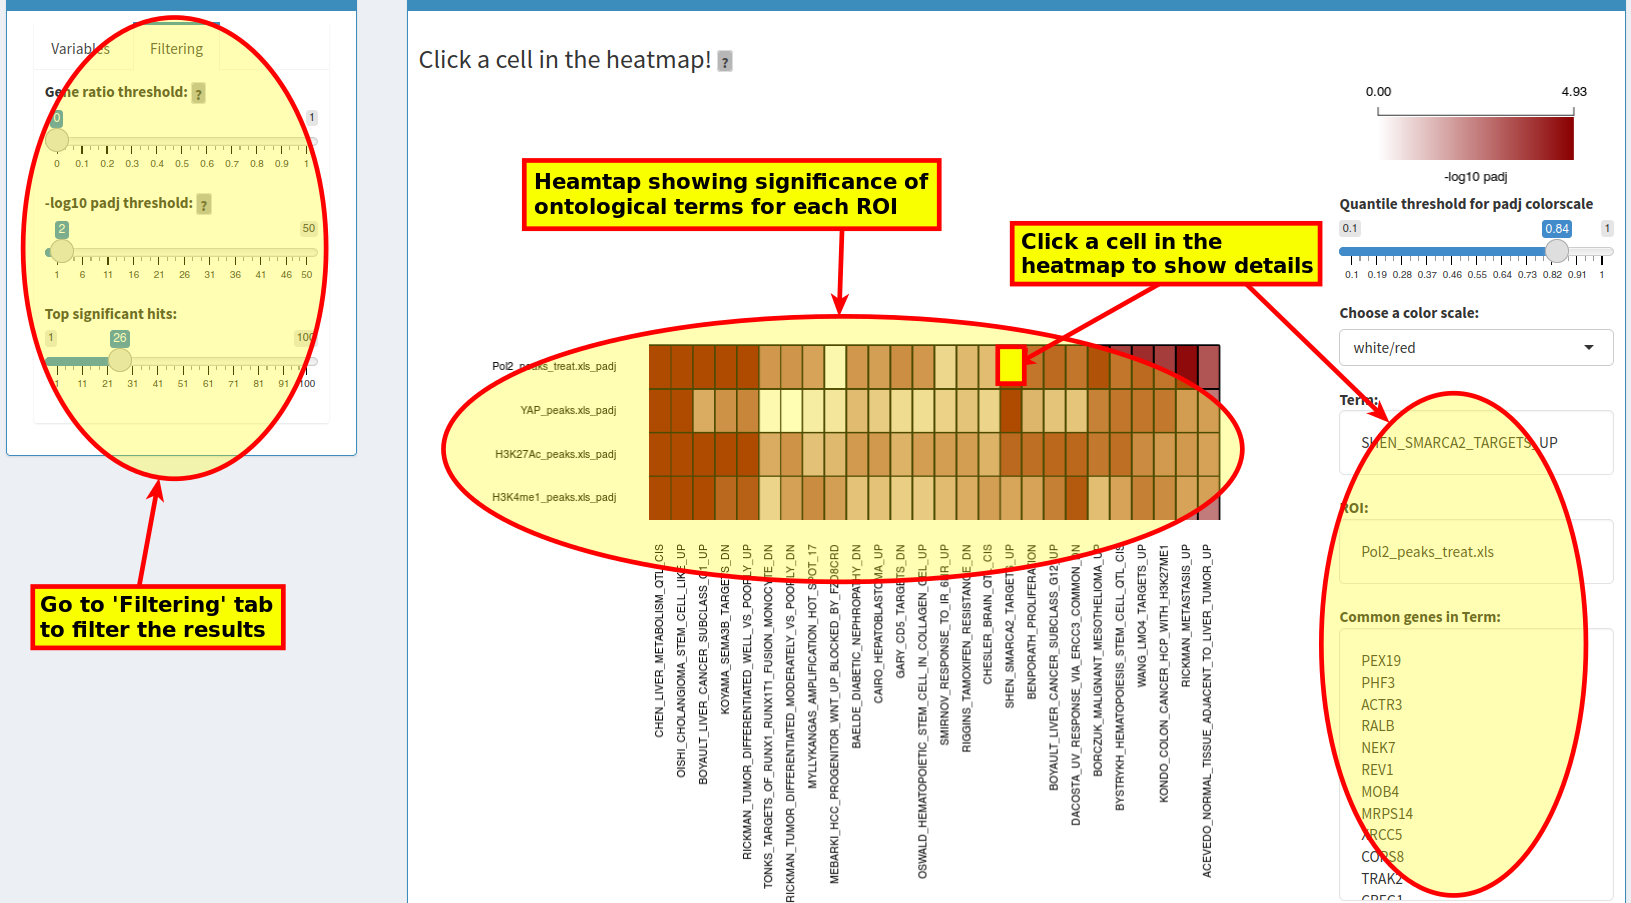 Variables Filtering
Gene ratio threshold: ?
0 1
0 0.1 0.2 0.3 0.4 0.5 0.6 0.7 0.8 0.9 1
-log10 padj threshold: ?
2 50
1 6 11 16 21 26 31 36 41 46 50
Top significant hits:
1 26 100
1 11 21 31 41 51 61 71 81 91 100
Go to 'Filtering' tab
to filter the results
Click a cell in the heatmap! ?
Heamtap showing significance of
ontological terms for each ROI
Click a cell in the
heatmap to show details
Pol2_peaks_treat.xls_padj
YAP_peaks.xls_padj
H3K27Ac_peaks.xls_padj
H3K4me1_peaks.xls_padj
CHEN_LIVER_METABOLISM_QTL_CIS
OISHI_CHOLANGIOMA_STEM_CELL_LIKE_UP
BOYAULT_LIVER_CANCER_SUBCLASS_G1_UP
KOYAMA_SEMA3B_TARGETS_DN
RICKMAN_TUMOR_DIFFERENTIATED_WELL_VS_POORLY_UP
TONKS_TARGETS_OF_RUNX1_RUNX1T1_FUSION_MONOCYTE_DN
RICKMAN_TUMOR_DIFFERENTIATED_MODERATELY_VS_POORLY_DN
MYLLYKANGAS_AMPLIFICATION_HOT_SPOT_17
MEBARKI_HCC_PROGENITOR_WNT_UP_BLOCKED_BY_FZD8CRD
BAELDE_DIABETIC_NEPHROPATHY_DN
CAIRO_HEPATOBLASTOMA_UP
GARY_CD5_TARGETS_DN
OSWALD_HEMATOPOIETIC_STEM_CELL_IN_COLLAGEN_GEL_UP
SMIRNOV_RESPONSE_TO_IR_6HR_UP
RIGGINS_TAMOXIFEN_RESISTANCE_DN
CHESLER_BRAIN_QTL_CIS
SHEN_SMARCA2_TARGETS_UP
BENPORATH_PROLIFERATION
BOYAULT_LIVER_CANCER_SUBCLASS_G12_UP
DACOSTA_UV_RESPONSE_VIA_ERCC3_COMMON_DN
BORCZUK_MALIGNANT_MESOTHELIOMA_UP
BYSTRYKH_HEMATOPOIESIS_STEM_CELL_QTL_CIS
WANG_LMO4_TARGETS_UP
KONDO_COLON_CANCER_HCP_WITH_H3K27ME1
RICKMAN_METASTASIS_UP
ACEVEDO_NORMAL_TISSUE_ADJACENT_TO_LIVER_TUMOR_UP
0.00 4.93
-log10 padj
Quantile threshold for padj colorscale
0.1 0.84 1
0.1 0.19 0.28 0.37 0.46 0.55 0.64 0.73 0.82 0.91 1
Choose a color scale:
white/red
Term:
SHEN_SMARCA2_TARGETS_UP
ROI:
Pol2_peaks_treat.xls
Common genes in Term:
PEX19
PHF3
ACTR3
RALB
NEK7
REV1
MOB4
MRPS14
XRCC5
COPS8
TRAK2